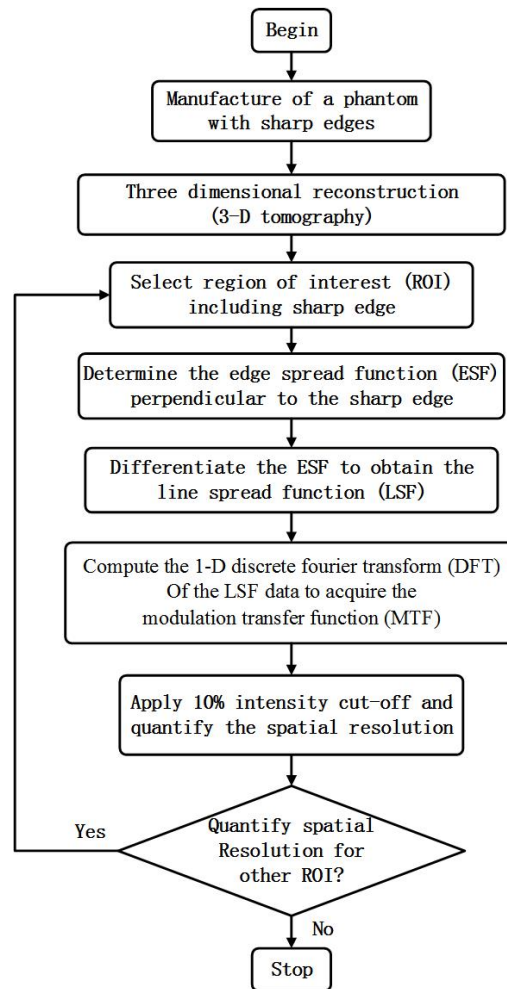 Begin
Manufacture of a phantom
with sharp edges
Three dimensional reconstruction
(3-D tomography)
Select region of interest (ROI)
including sharp edge
Determine the edge spread function (ESF)
perpendicular to the sharp edge
Differentiate the ESF to obtain the
line spread function (LSF)
Compute the 1-D discrete fourier transform (DFT)
Of the LSF data to acquire the
modulation transfer function (MTF)
Apply 10% intensity cut-off and
quantify the spatial resolution
Quantify spatial
Resolution for
other ROI?
Yes
No
Stop